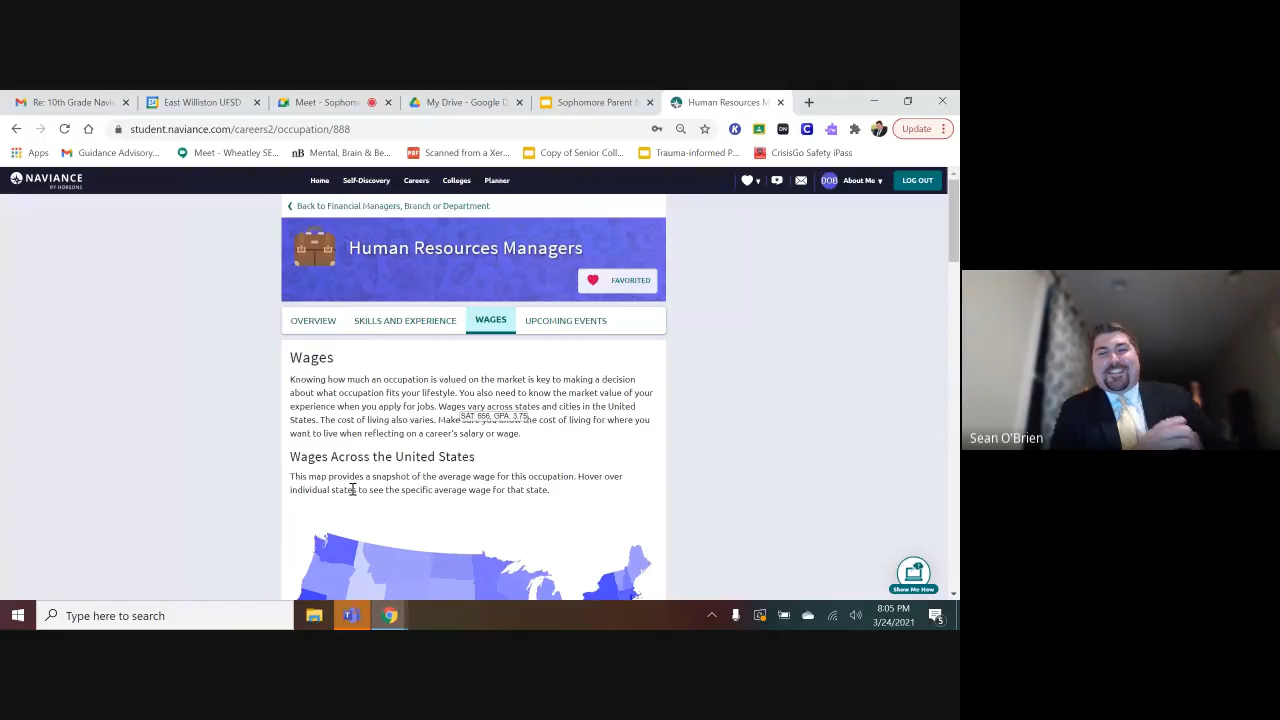 Re: 10th Grade Navi
East Williston UFSD
Meet - Sophom
My Drive - Google D
Sophomore Parent N
Human Resources M
student.naviance.com/careers2/occupation/888
Update
Apps
Guidance Advisory...
Meet - Wheatley SE...
Mental, Brain & Be...
Scanned from a Xer...
Copy of Senior Coll...
Trauma-informed P...
CrisisGo Safety iPass
NAVIANCE
BY HOBSONS
Home
Self-Discovery
Careers
Colleges
Planner
DOB
About Me
LOG OUT
Back to Financial Managers, Branch or Department
Human Resources Managers
FAVORITED
OVERVIEW
SKILLS AND EXPERIENCE
WAGES
UPCOMING EVENTS
Wages
Knowing how much an occupation is valued on the market is key to making a decision
about what occupation fits your lifestyle. You also need to know the market value of your
experience when you apply for jobs. Wages vary across states and cities in the United
SAT: 656, GPA: 3.75
States. The cost of living also varies. Make sure you know the cost of living for where you
want to live when reflecting on a career's salary or wage.
Wages Across the United States
This map provides a snapshot of the average wage for this occupation. Hover over
individual states to see the specific average wage for that state.
Show Me How
Sean O'Brien
Type here to search
8:05 PM
3/24/2021
5